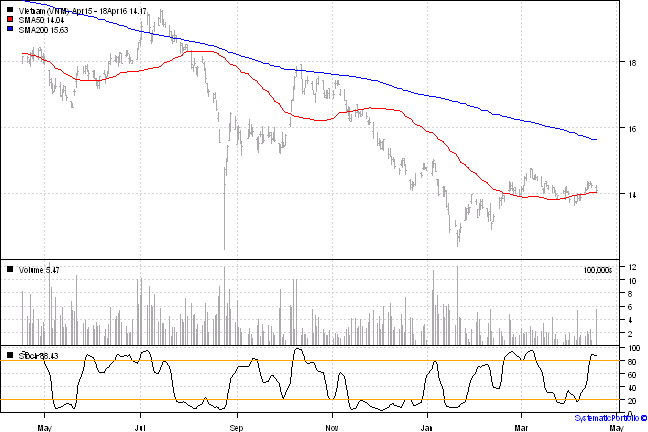 Vietnam (VNM) Apr15 - 18Apr16 14.17
SMA50 14.04
SMA200 15.63
18
16
14
Volume 5.47
100,000s
12
10
8
6
4
2
Stoch 88.43
100
80
60
40
20
0
May
Jul
Sep
Nov
Jan
Mar
May
SystematicPortfolio ©